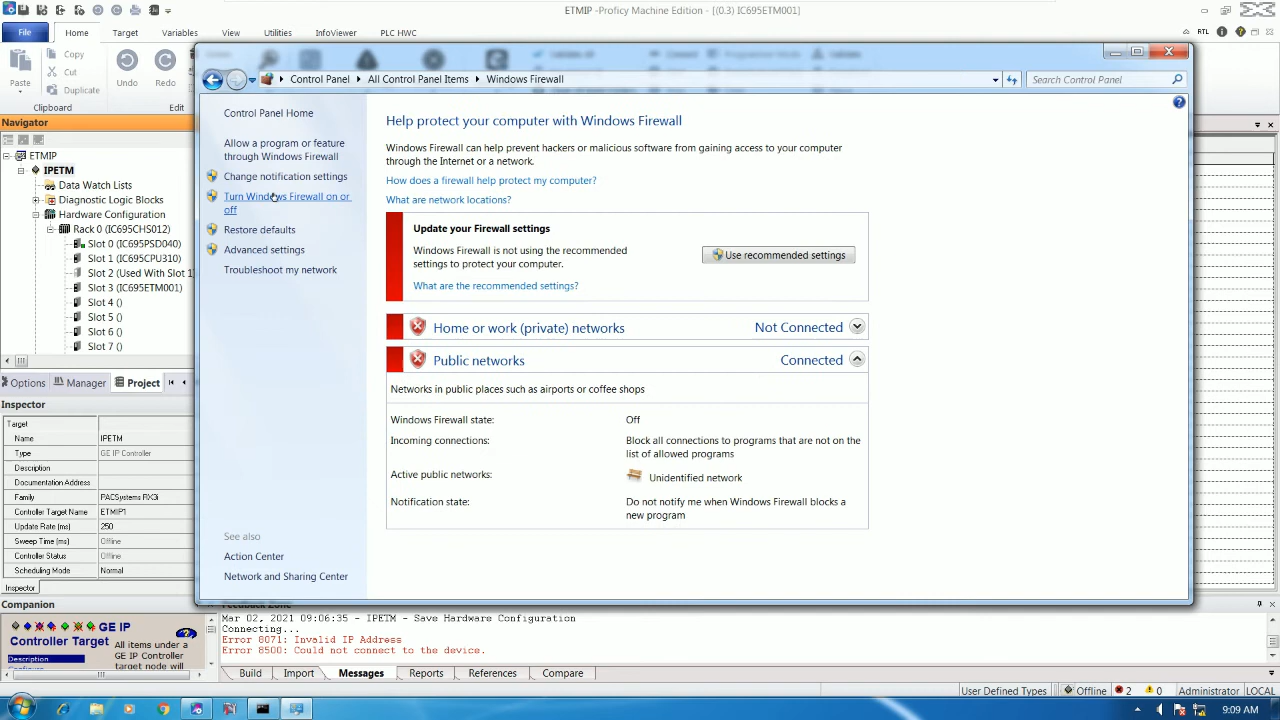 ETMIP -Proficy Machine Edition - [(0.3) IC695ETM001]
File
Home
Target
Variables
View
Utilities
InfoViewer
PLC HWC
RTL
Paste
Copy
Cut
Duplicate
Undo
Redo
Clipboard
Edit
Navigator
ETMIP
IPETM
Data Watch Lists
Diagnostic Logic Blocks
Hardware Configuration
Rack 0 (IC695CHS012)
Slot 0 (IC695PSD040)
Slot 1 (IC695CPU310)
Slot 2 (Used With Slot 1
Slot 3 (IC695ETM001)
Slot 4 ()
Slot 5 ()
Slot 6 ()
Slot 7 ()
Options
Manager
Project
Inspector
Target
Name IPETM
Type GE IP Controller
Description
Documentation Address
Family PACSystems RX3i
Controller Target Name ETMIP1
Update Rate (ms) 250
Sweep Time (ms) Offline
Controller Status Offline
Scheduling Mode Normal
Inspector
Companion
GE IP
Controller Target
Description
All items under a
GE IP Controller
target node will
Control Panel
All Control Panel Items
Windows Firewall
Search Control Panel
Control Panel Home
Allow a program or feature
through Windows Firewall
Change notification settings
Turn Windows Firewall on or
off
Restore defaults
Advanced settings
Troubleshoot my network
See also
Action Center
Network and Sharing Center
Help protect your computer with Windows Firewall
Windows Firewall can help prevent hackers or malicious software from gaining access to your computer
through the Internet or a network.
How does a firewall help protect my computer?
What are network locations?
Update your Firewall settings
Windows Firewall is not using the recommended
settings to protect your computer.
Use recommended settings
What are the recommended settings?
Home or work (private) networks Not Connected
Public networks Connected
Networks in public places such as airports or coffee shops
Windows Firewall state: Off
Incoming connections: Block all connections to programs that are not on the
list of allowed programs
Active public networks: Unidentified network
Notification state: Do not notify me when Windows Firewall blocks a
new program
Feedback Zone
Mar 02, 2021 09:06:35 - IPETM - Save Hardware Configuration
Connecting...
Error 8071: Invalid IP Address
Error 8500: Could not connect to the device.
Build
Import
Messages
Reports
References
Compare
User Defined Types
Offline
2
0
Administrator
LOCAL
9:09 AM